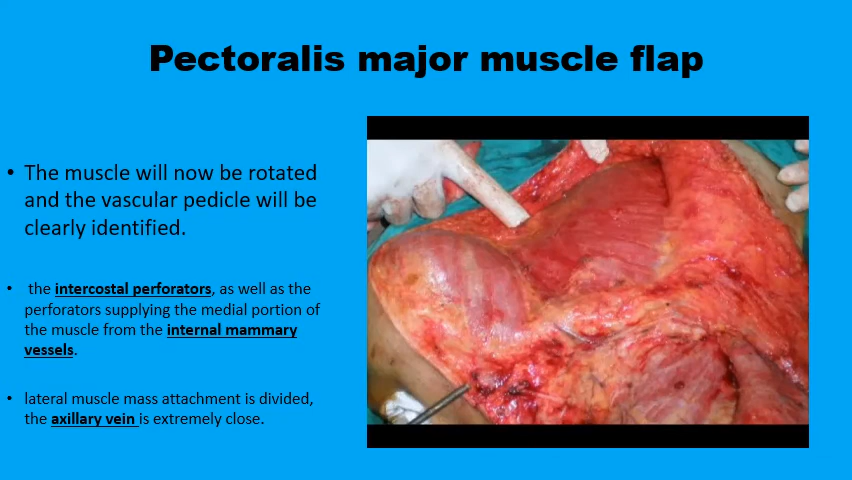 Pectoralis major muscle flap
• The muscle will now be rotated
and the vascular pedicle will be
clearly identified.
• the intercostal perforators, as well as the
perforators supplying the medial portion of
the muscle from the internal mammary
vessels.
• lateral muscle mass attachment is divided,
the axillary vein is extremely close.